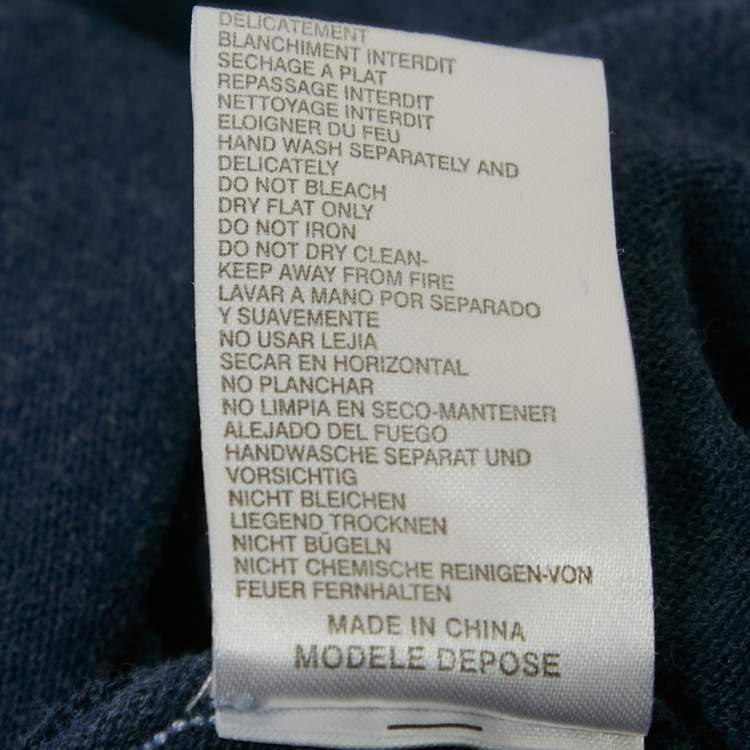 DELICATEMENT
BLANCHIMENT INTERDIT
SECHAGE A PLAT
REPASSAGE INTERDIT
NETTOYAGE INTERDIT
ELOIGNER DU FEU
HAND WASH SEPARATELY AND
DELICATELY
DO NOT BLEACH
DRY FLAT ONLY
DO NOT IRON
DO NOT DRY CLEAN-
KEEP AWAY FROM FIRE
LAVAR A MANO POR SEPARADO
Y SUAVEMENTE
NO USAR LEJIA
SECAR EN HORIZONTAL
NO PLANCHAR
NO LIMPIA EN SECO-MANTENER
ALEJADO DEL FUEGO
HANDWASCHE SEPARAT UND
VORSICHTIG
NICHT BLEICHEN
LIEGEND TROCKNEN
NICHT BÜGELN
NICHT CHEMISCHE REINIGEN-VON
FEUER FERNHALTEN
MADE IN CHINA
MODELE DEPOSE